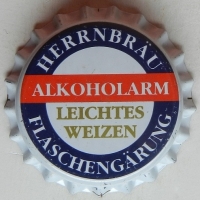 HERRNBRÄU
ALKOHOLARM
LEICHTES
WEIZEN
FLASCHENGÄRUNG